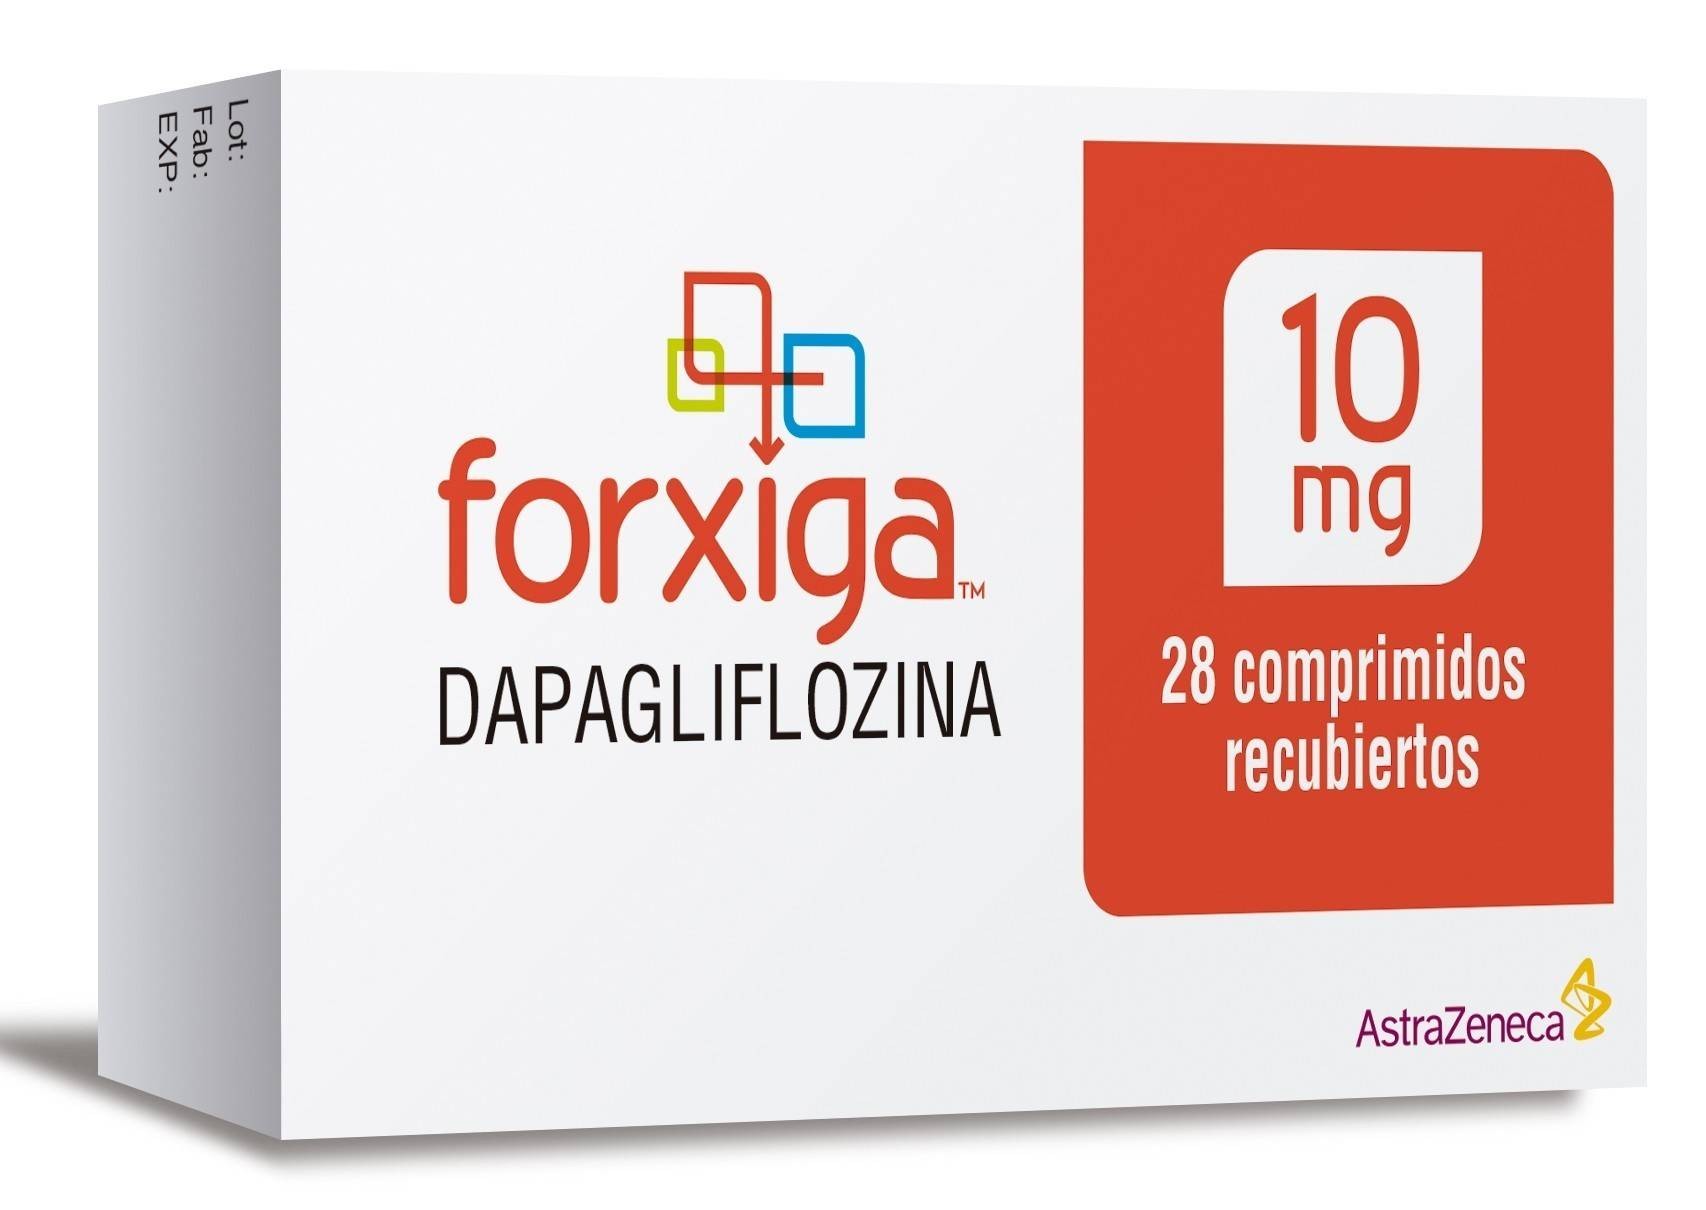 Lot:
Fab.:
EXP.:
forxiga™
DAPAGLIFLOZINA
10
mg
28 comprimidos
recubiertos
AstraZeneca